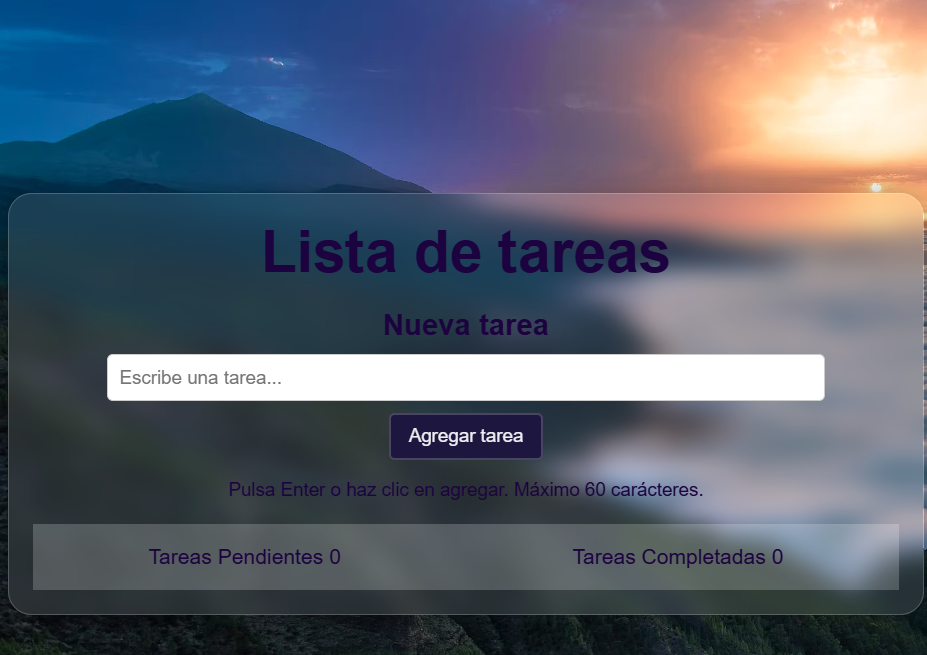 Lista de tareas
Nueva tarea
Escribe una tarea...
Agregar tarea
Pulsa Enter o haz clic en agregar. Máximo 60 carácteres.
Tareas Pendientes 0
Tareas Completadas 0